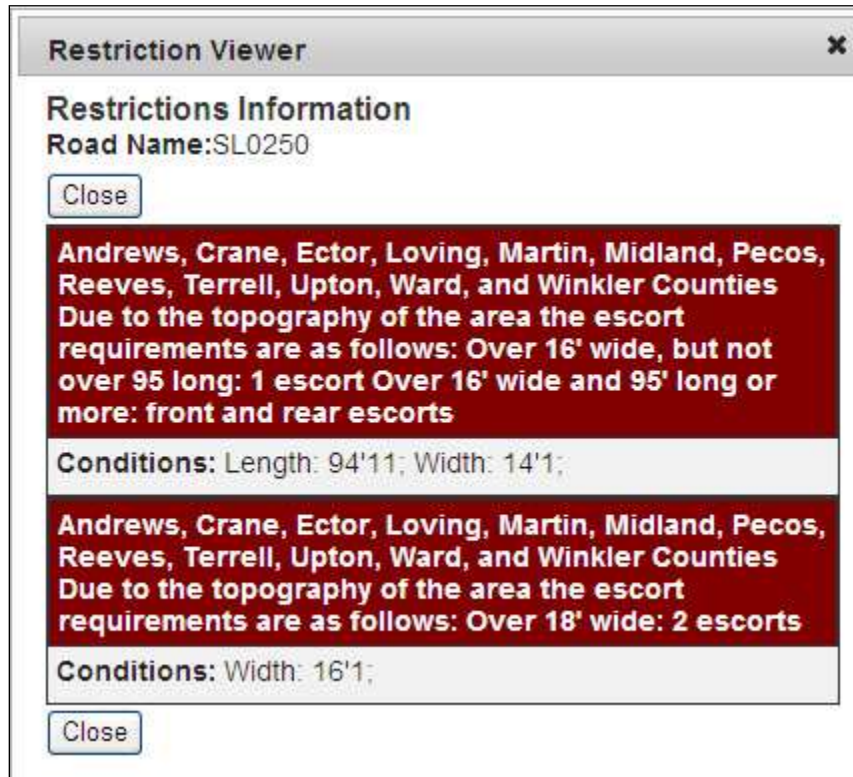 Restriction Viewer
Restrictions Information
Road Name:SL0250
Close
Andrews, Crane, Ector, Loving, Martin, Midland, Pecos,
Reeves, Terrell, Upton, Ward, and Winkler Counties
Due to the topography of the area the escort
requirements are as follows: Over 16' wide, but not
over 95 long: 1 escort Over 16' wide and 95' long or
more: front and rear escorts
Conditions: Length: 94'11; Width: 14'1;
Andrews, Crane, Ector, Loving, Martin, Midland, Pecos,
Reeves, Terrell, Upton, Ward, and Winkler Counties
Due to the topography of the area the escort
requirements are as follows: Over 18' wide: 2 escorts
Conditions: Width: 16'1;
Close